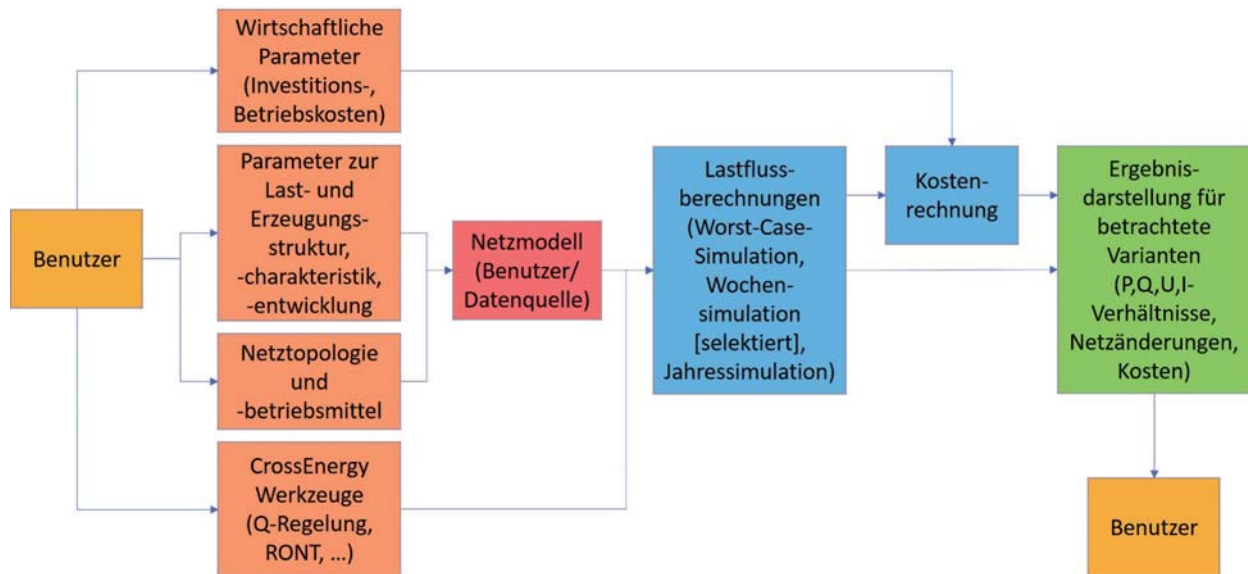 Wirtschaftliche
Parameter
(Investitions-,
Betriebskosten)
Parameter zur
Last- und
Erzeugungs-
struktur,
-charakteristik,
-entwicklung
Netztopologie
und
-betriebsmittel
CrossEnergy
Werkzeuge
(Q-Regelung,
RONT, ...)
Benutzer
Netzmodell
(Benutzer/
Datenquelle)
Lastfluss-
berechnungen
(Worst-Case-
Simulation,
Wochen-
simulation
[selektiert],
Jahressimulation)
Kosten-
rechnung
Ergebnis-
darstellung für
betrachtete
Varianten
(P,Q,U,I-
Verhältnisse,
Netzänderungen,
Kosten)
Benutzer